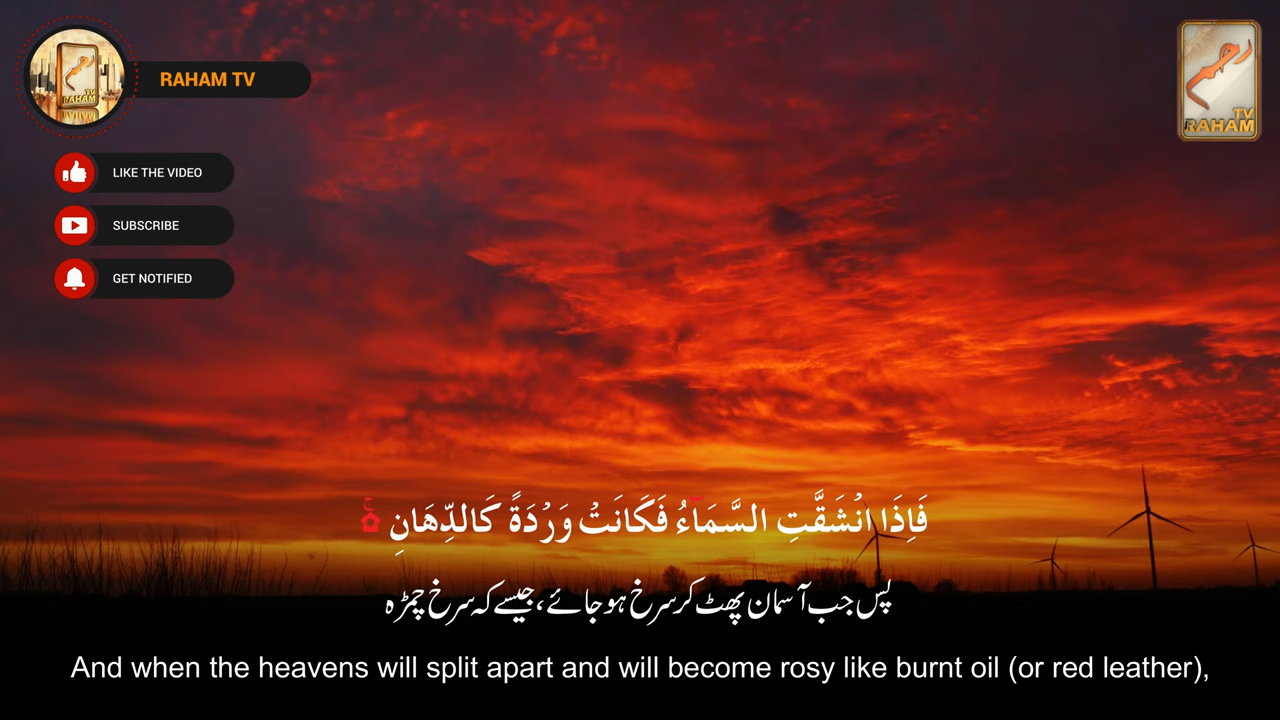 RAHAM TV
LIKE THE VIDEO
SUBSCRIBE
GET NOTIFIED
رحم
TV
RAHAM
فَاِذَا انْشَقَّتِ السَّمَآءُ فَكَانَتْ وَرْدَةً كَالدِّهَانِ ۚ
پس جب آسمان پھٹ کر سرخ ہو جائے، جیسے کہ سرخ چمڑہ
And when the heavens will split apart and will become rosy like burnt oil (or red leather),